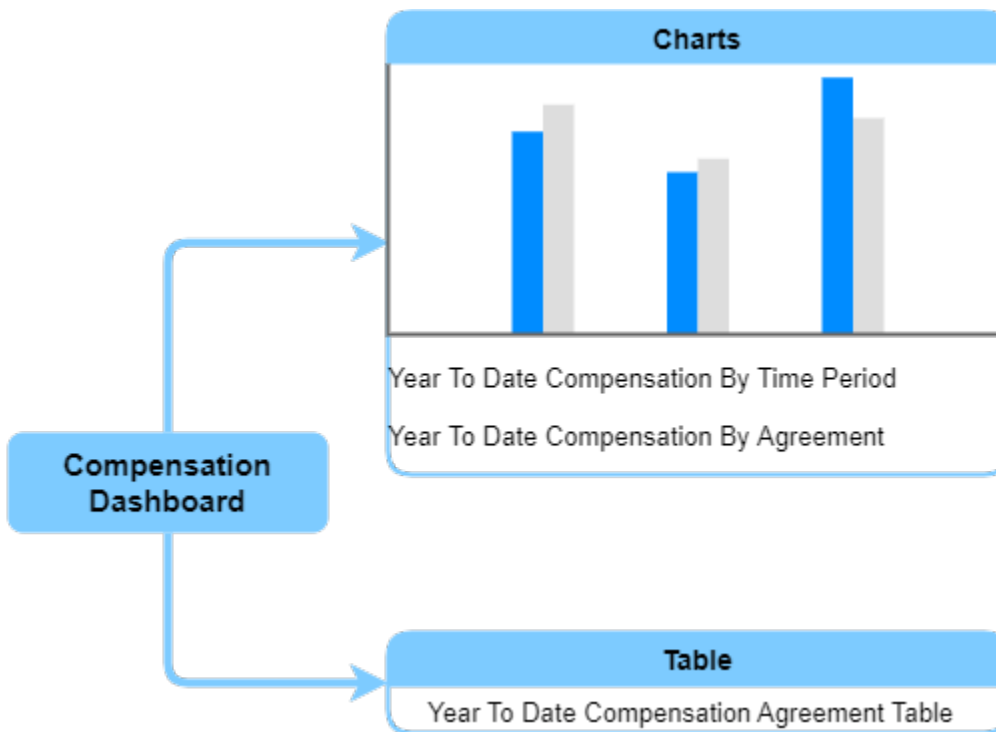 Charts
Year To Date Compensation By Time Period
Year To Date Compensation By Agreement
Compensation
Dashboard
Table
Year To Date Compensation Agreement Table